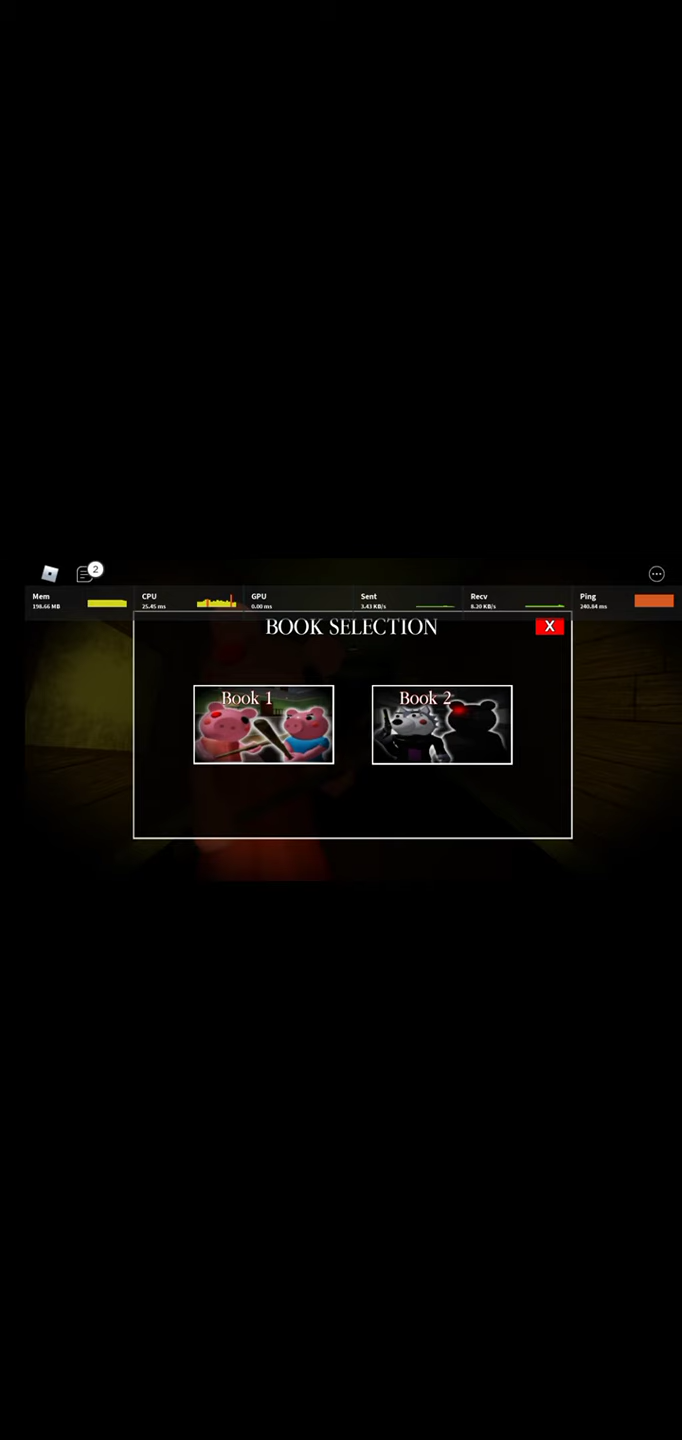 2
Mem CPU GPU Sent Recv Ping
198.66 MB 25.45 ms 0.00 ms 3.43 KB/s 8.20 KB/s 240.84 ms
BOOK SELECTION X
Book 1 Book 2